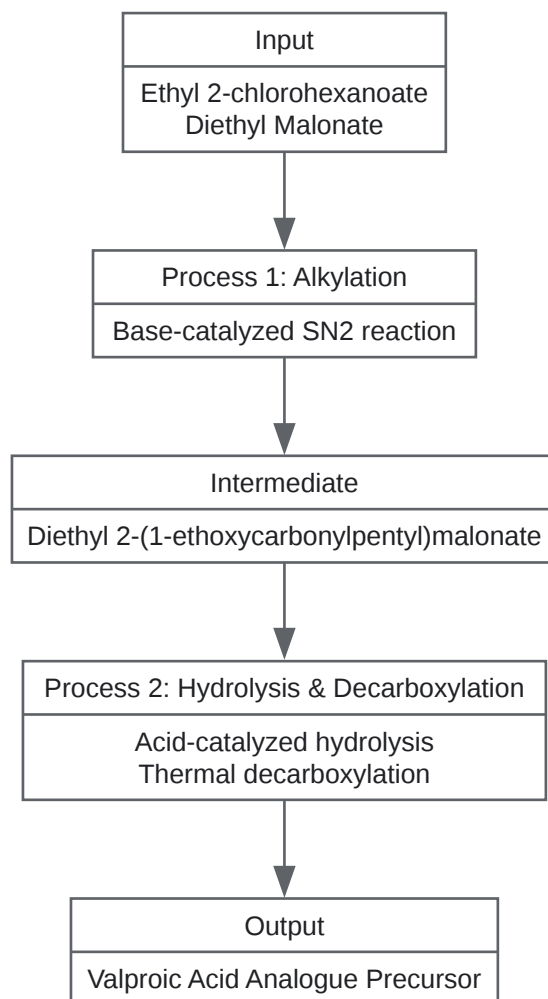 Input
Ethyl 2-chlorohexanoate
Diethyl Malonate
Process 1: Alkylation
Base-catalyzed SN2 reaction
Intermediate
Diethyl 2-(1-ethoxycarbonylpentyl)malonate
Process 2: Hydrolysis & Decarboxylation
Acid-catalyzed hydrolysis
Thermal decarboxylation
Output
Valproic Acid Analogue Precursor